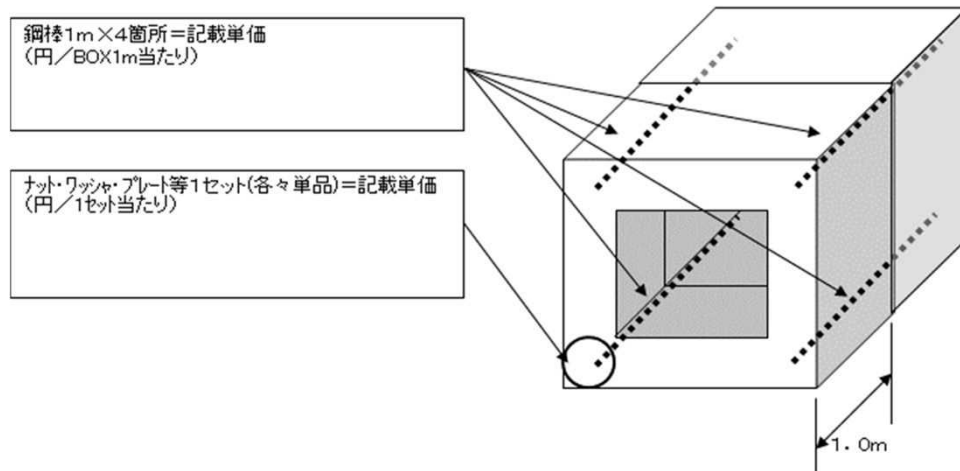 鋼棒1m×4箇所=記載単価
(円/BOX1m当たり)
ナット・ワッシャ・プレート等1セット(各々単品)=記載単価
(円/1セット当たり)
1.0m